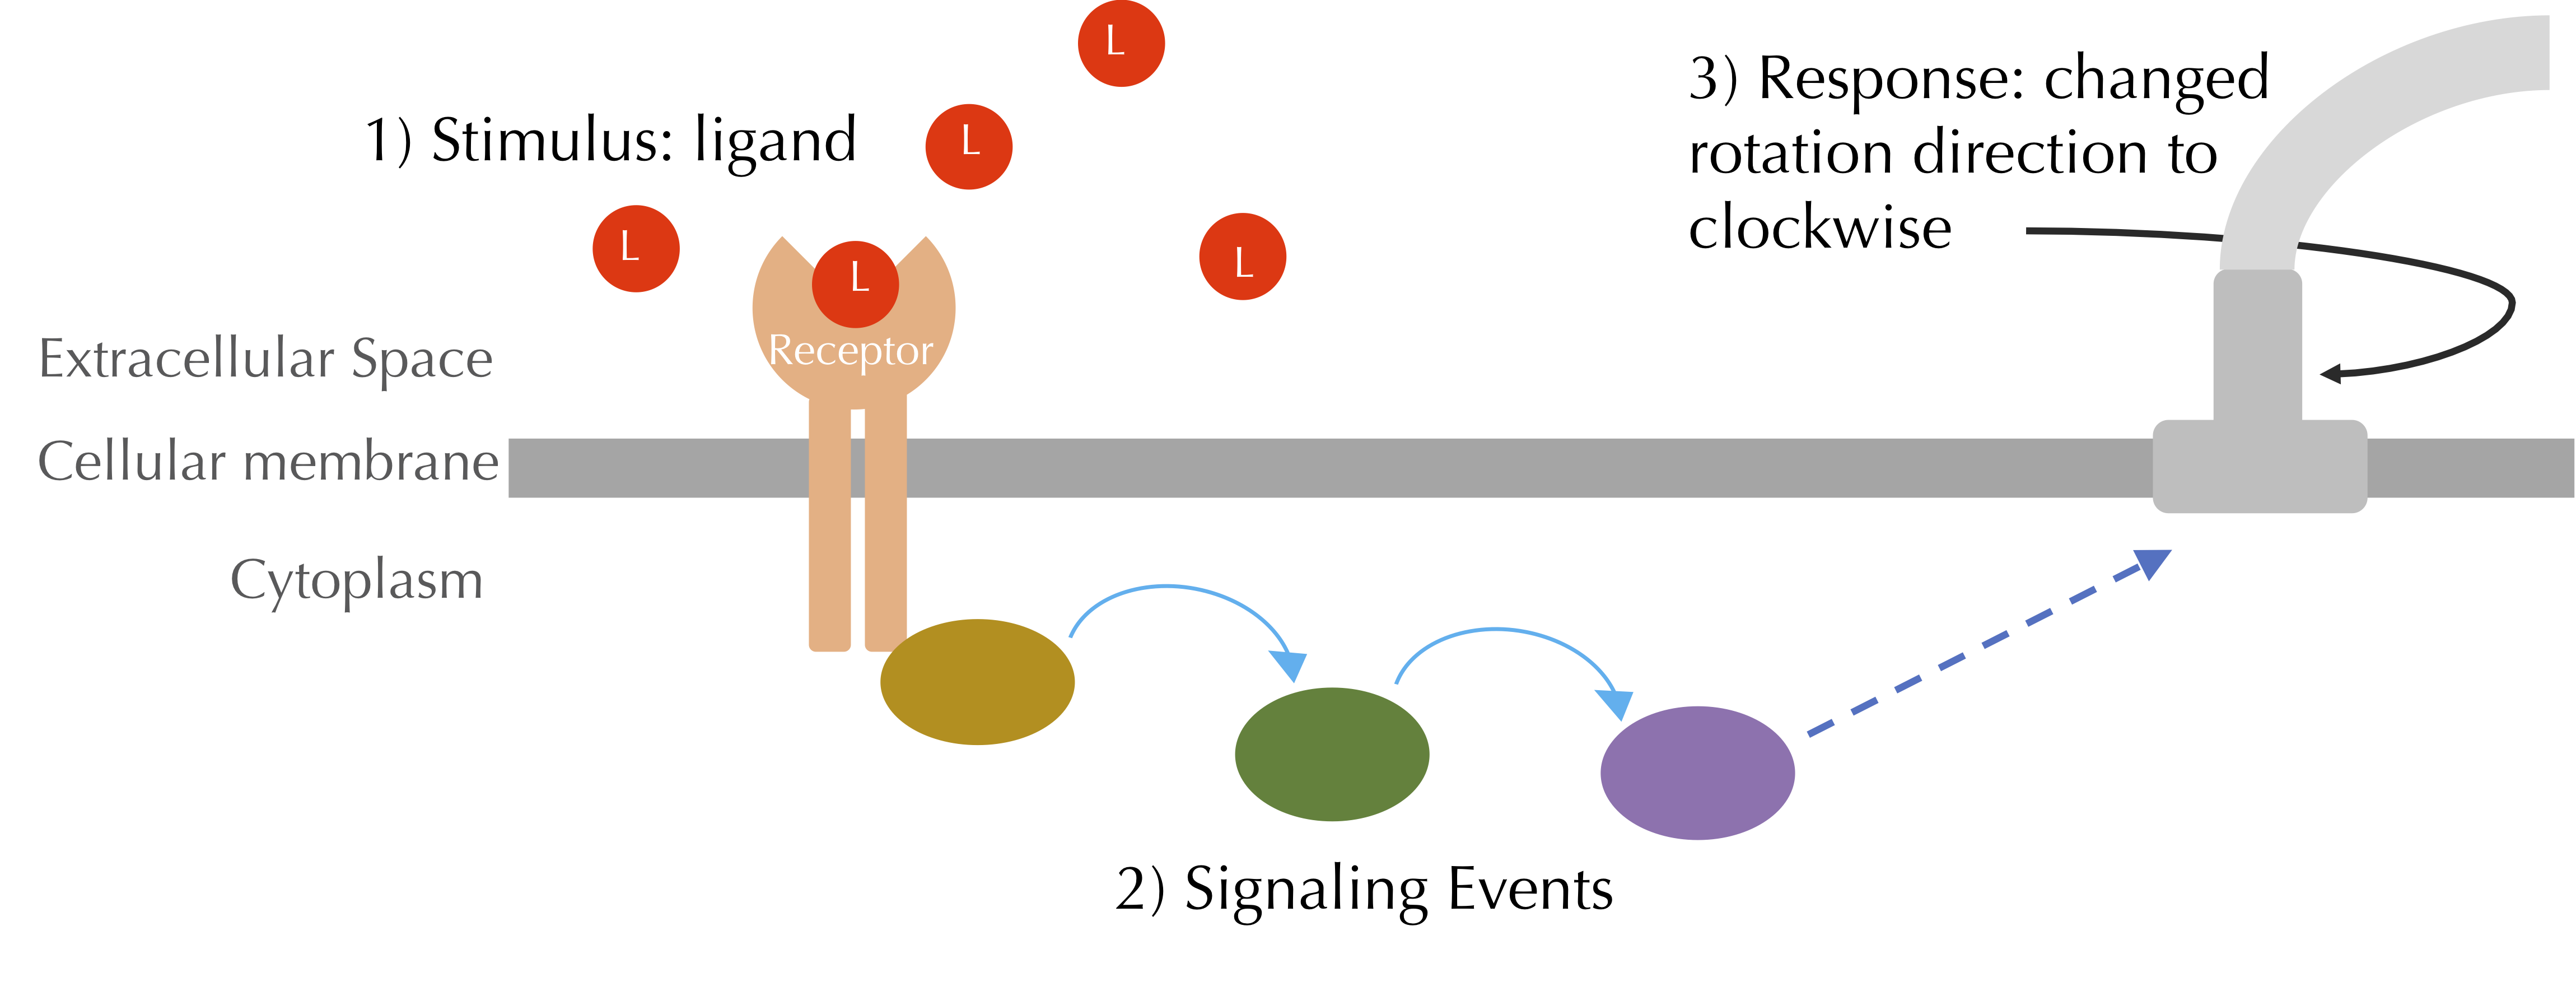 L
1) Stimulus: ligand
L
L
L
L
Receptor
3) Response: changed
rotation direction to
clockwise
Extracellular Space
Cellular membrane
Cytoplasm
2) Signaling Events